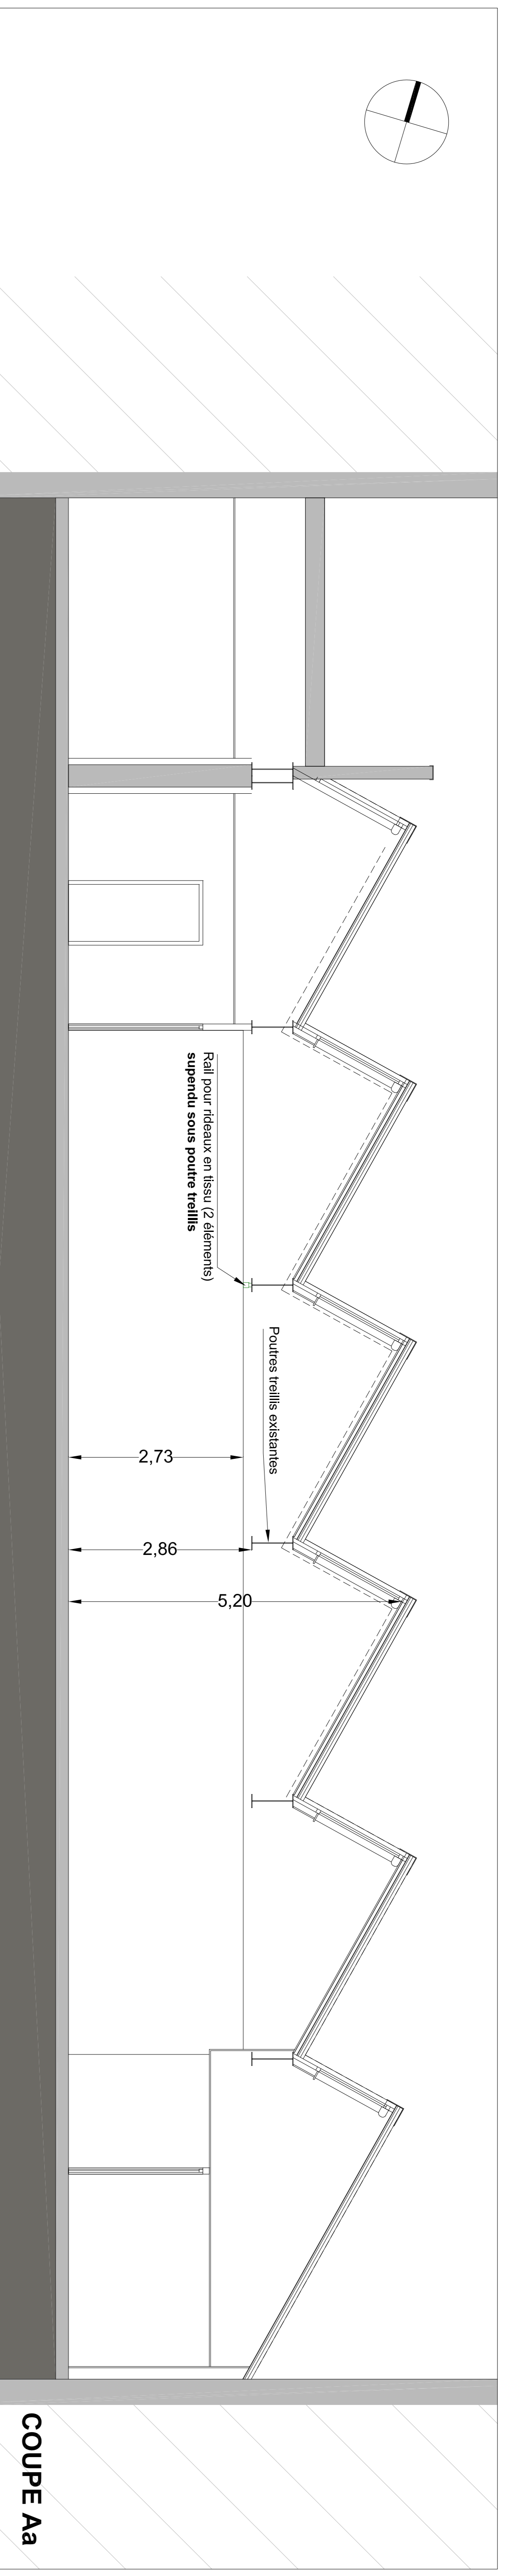 Rail pour rideaux en tissu (2 éléments)
supendu sous poutre treillis
Poutres treillis existantes
2,73
2,86
5,20
COUPE Aa